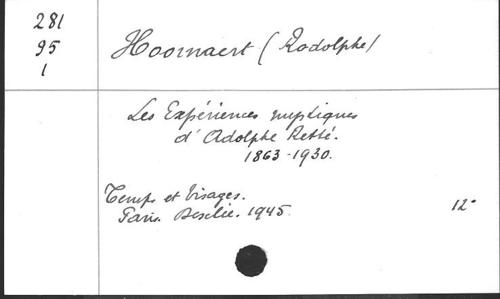 281
95
1
Hoornaert (Rodolphe)
Les Expériences mystiques
d'Adolphe Retté.
1863-1930.
Temps et Visages.
Paris. Desclée. 1945.
12°